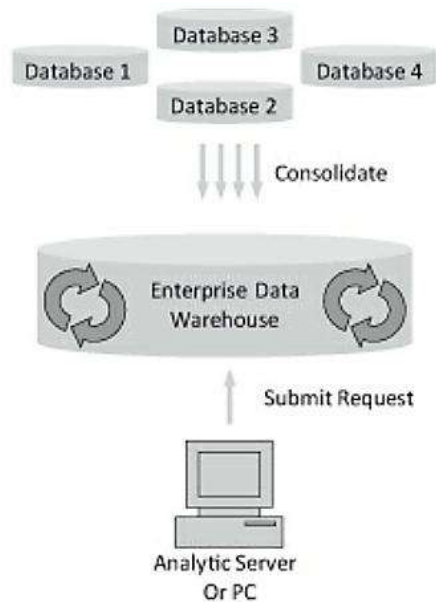 Database 3
Database 1
Database 4
Database 2
Consolidate
Enterprise Data
Warehouse
Submit Request
Analytic Server
Or PC